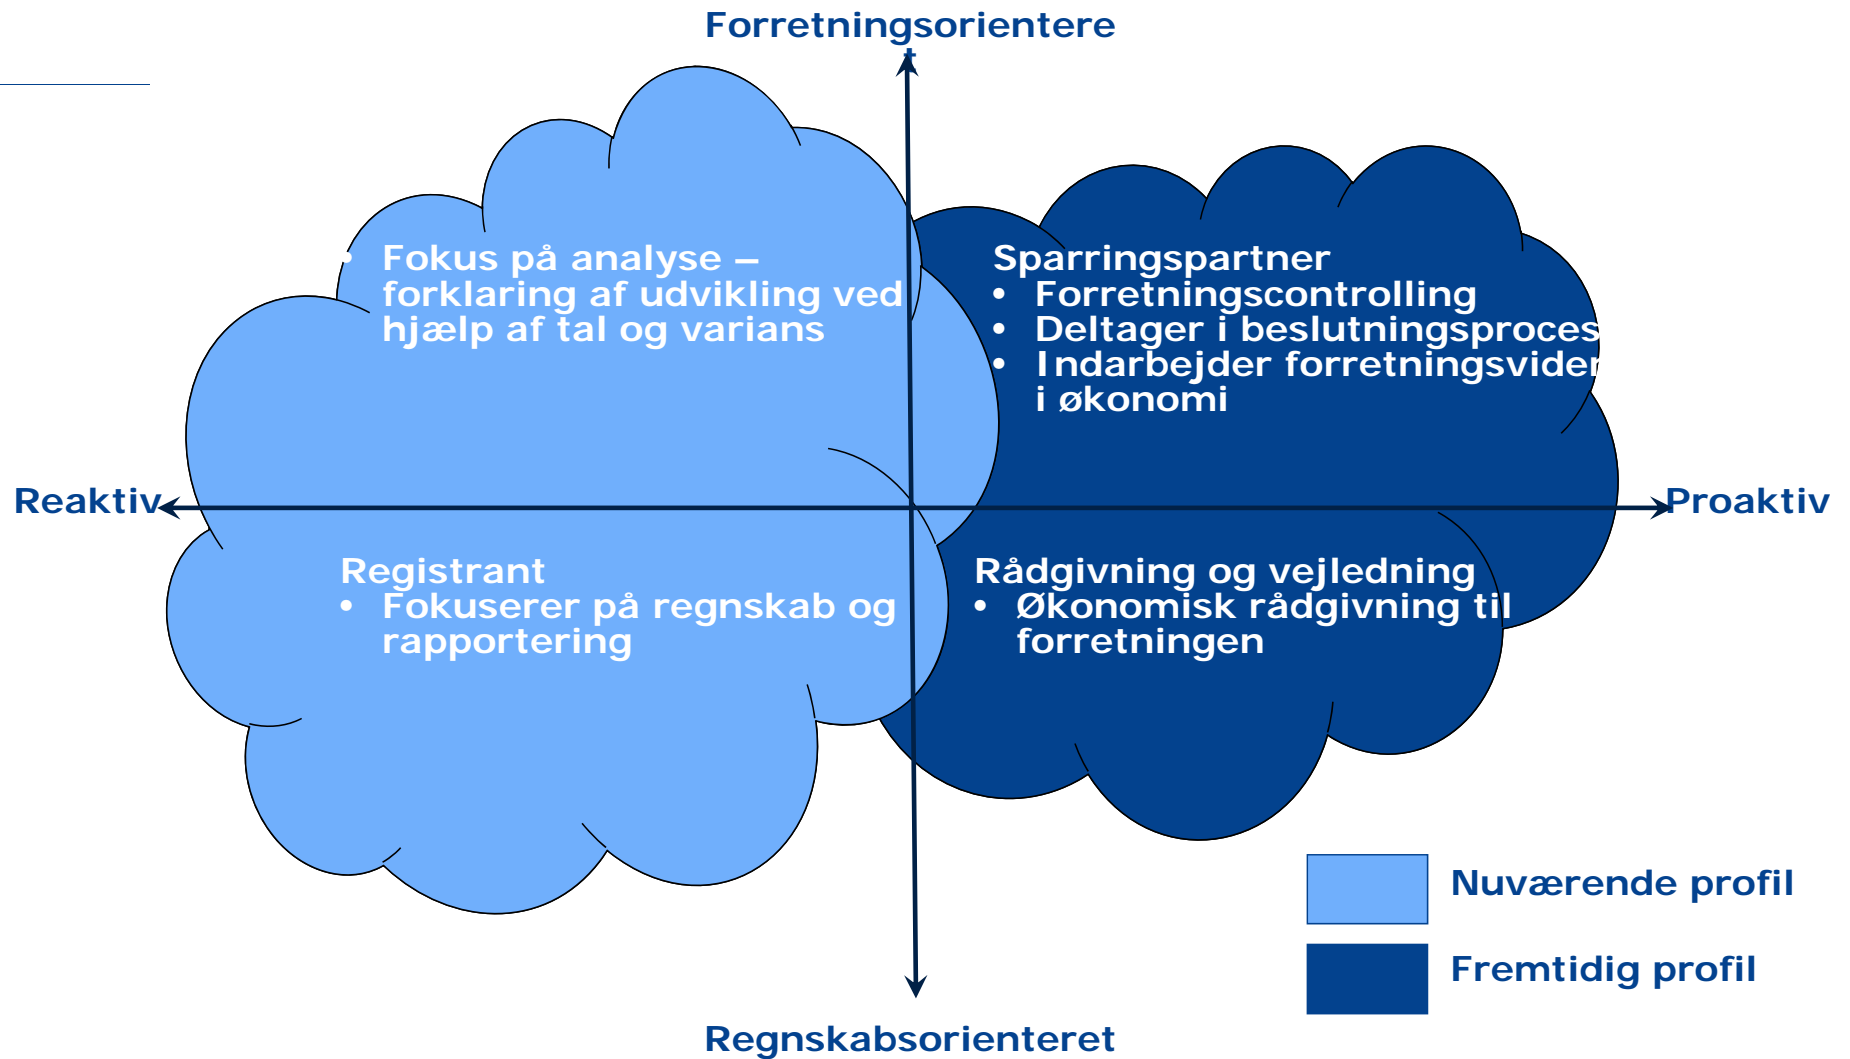 Forretningsorientere
t
• Fokus på analyse –
forklaring af udvikling ved
hjælp af tal og varians
Sparringspartner
• Forretningscontrolling
• Deltager i beslutningsproces
• Indarbejder forretningsviden
i økonomi
Reaktiv
Proaktiv
Registrant
• Fokuserer på regnskab og
rapportering
Rådgivning og vejledning
• Økonomisk rådgivning til
forretningen
Nuværende profil
Fremtidig profil
Regnskabsorienteret